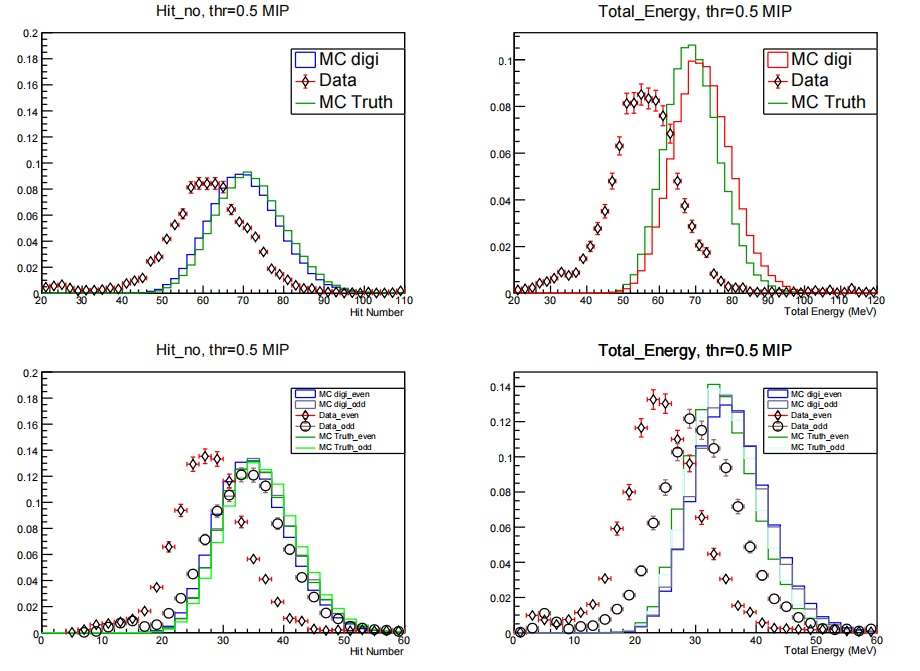 Hit_no, thr=0.5 MIP
0.2
0.18
0.16
0.14
0.12
0.1
0.08
0.06
0.04
0.02
0
MC digi
Data
MC Truth
20 30 40 50 60 70 80 90 100 110
Hit Number
Total_Energy, thr=0.5 MIP
0.1
0.08
0.06
0.04
0.02
0
MC digi
Data
MC Truth
20 30 40 50 60 70 80 90 100 110 120
Total Energy (MeV)
Hit_no, thr=0.5 MIP
0.2
0.18
0.16
0.14
0.12
0.1
0.08
0.06
0.04
0.02
0
MC digi_even
MC digi_odd
Data_even
Data_odd
MC Truth_even
MC Truth_odd
0 10 20 30 40 50 60
Hit Number
Total_Energy, thr=0.5 MIP
0.14
0.12
0.1
0.08
0.06
0.04
0.02
0
MC digi_even
MC digi_odd
Data_even
Data_odd
MC Truth_even
MC Truth_odd
0 10 20 30 40 50 60
Total Energy (MeV)